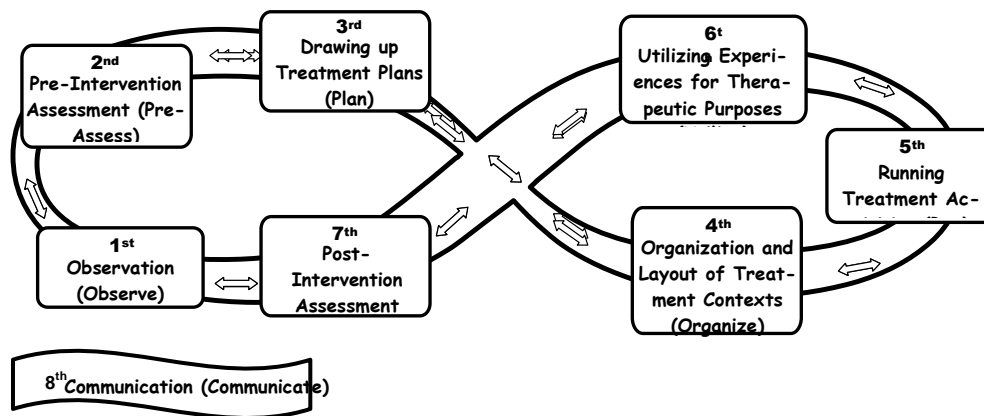 1st
Observation
(Observe)
2nd
Pre-Intervention
Assessment (Pre-
Assess)
3rd
Drawing up
Treatment Plans
(Plan)
4th
Organization and
Layout of Treat-
ment Contexts
(Organize)
5th
Running
Treatment Ac-
6t
Utilizing Experi-
ences for Thera-
peutic Purposes
7th
Post-
Intervention
Assessment
8th Communication (Communicate)